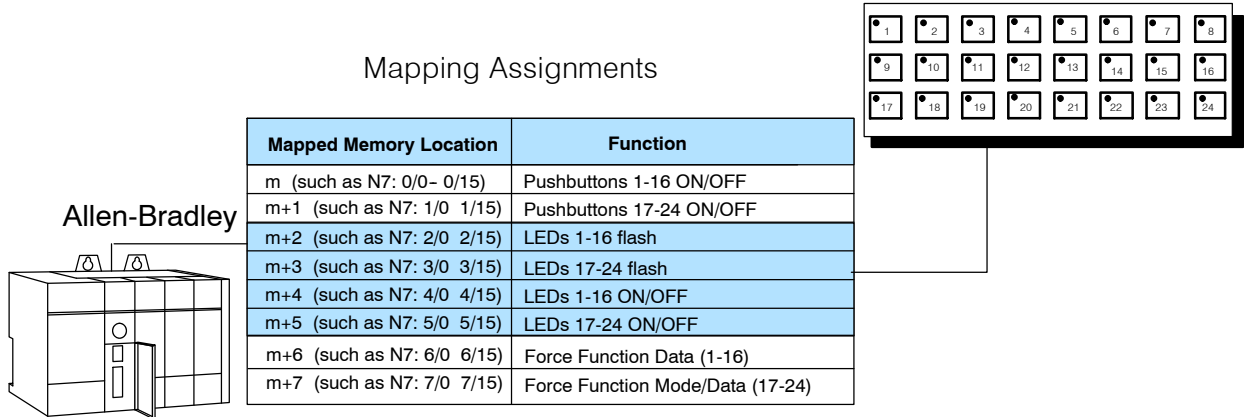 1 2 3 4 5 6 7 8
9 10 11 12 13 14 15 16
17 18 19 20 21 22 23 24
Mapping Assignments
Mapped Memory Location Function
m (such as N7: 0/0– 0/15) Pushbuttons 1-16 ON/OFF
m+1 (such as N7: 1/0 1/15) Pushbuttons 17-24 ON/OFF
m+2 (such as N7: 2/0 2/15) LEDs 1-16 flash
m+3 (such as N7: 3/0 3/15) LEDs 17-24 flash
m+4 (such as N7: 4/0 4/15) LEDs 1-16 ON/OFF
m+5 (such as N7: 5/0 5/15) LEDs 17-24 ON/OFF
m+6 (such as N7: 6/0 6/15) Force Function Data (1-16)
m+7 (such as N7: 7/0 7/15) Force Function Mode/Data (17-24)
Allen-Bradley